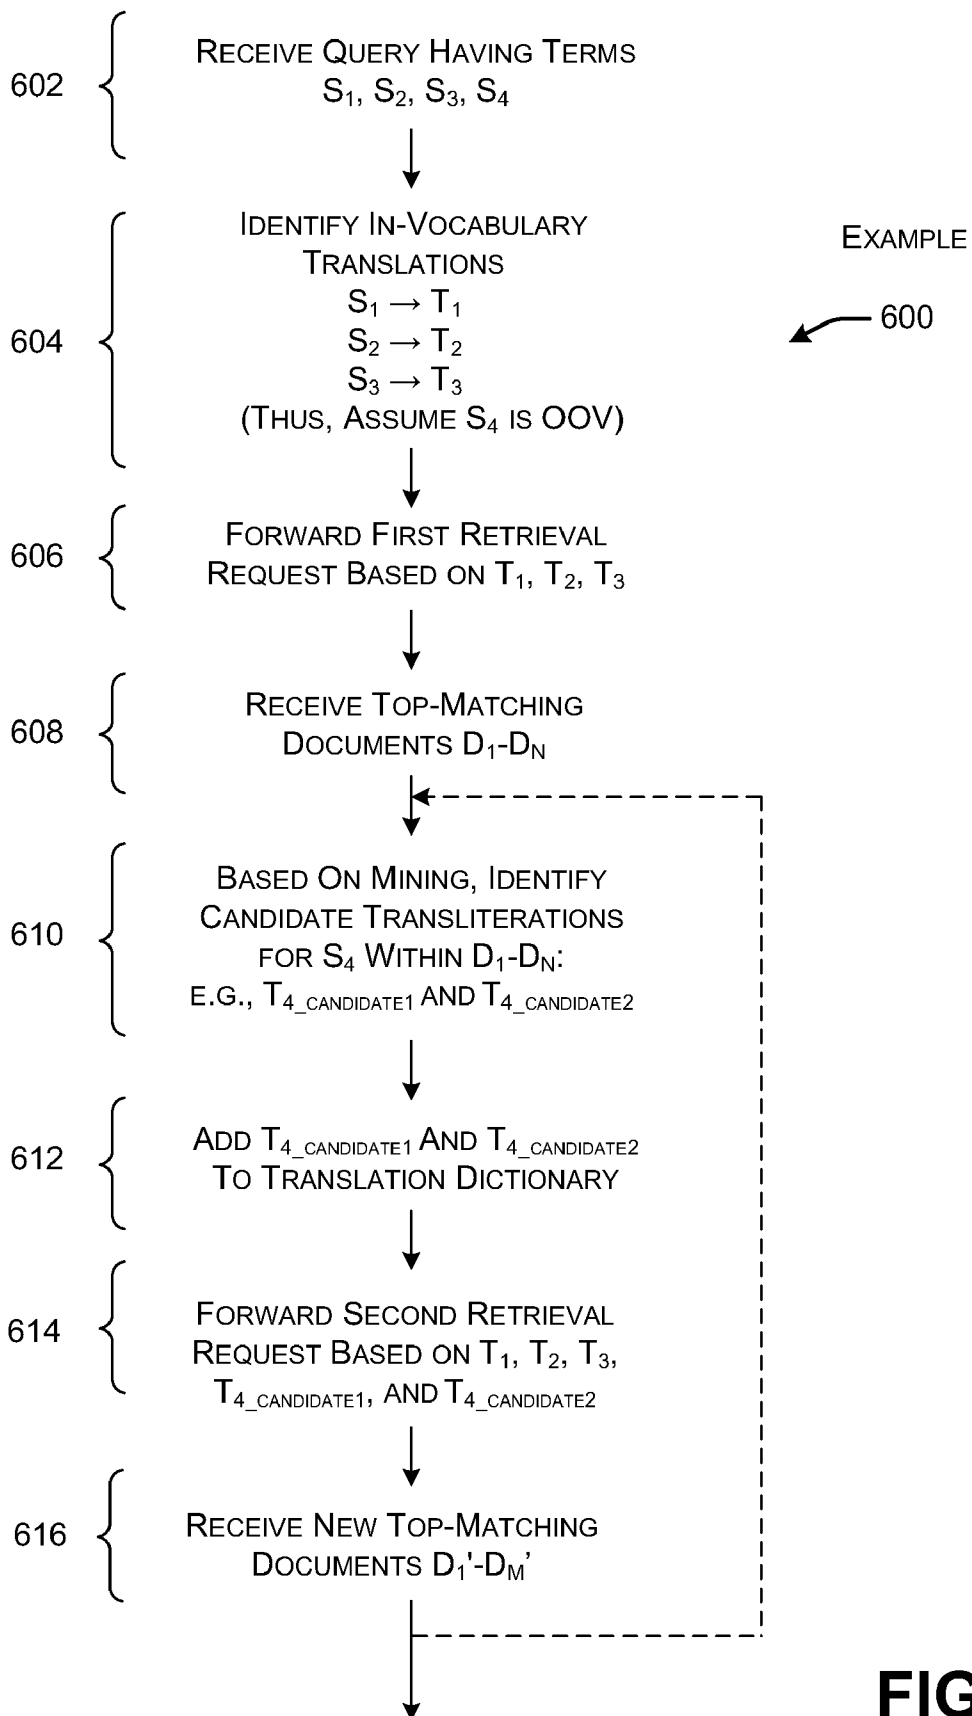 602
RECEIVE QUERY HAVING TERMS
S₁, S₂, S₃, S₄
604
IDENTIFY IN-VOCABULARY
TRANSLATIONS
S₁ → T₁
S₂ → T₂
S₃ → T₃
(THUS, ASSUME S₄ IS OOV)
EXAMPLE
600
606
FORWARD FIRST RETRIEVAL
REQUEST BASED ON T₁, T₂, T₃
608
RECEIVE TOP-MATCHING
DOCUMENTS D₁-D_N
610
BASED ON MINING, IDENTIFY
CANDIDATE TRANSLITERATIONS
FOR S₄ WITHIN D₁-D_N:
E.G., T₄_CANDIDATE1 AND T₄_CANDIDATE2
612
ADD T₄_CANDIDATE1 AND T₄_CANDIDATE2
TO TRANSLATION DICTIONARY
614
FORWARD SECOND RETRIEVAL
REQUEST BASED ON T₁, T₂, T₃,
T₄_CANDIDATE1, AND T₄_CANDIDATE2
616
RECEIVE NEW TOP-MATCHING
DOCUMENTS D₁'-D_M'
FIG